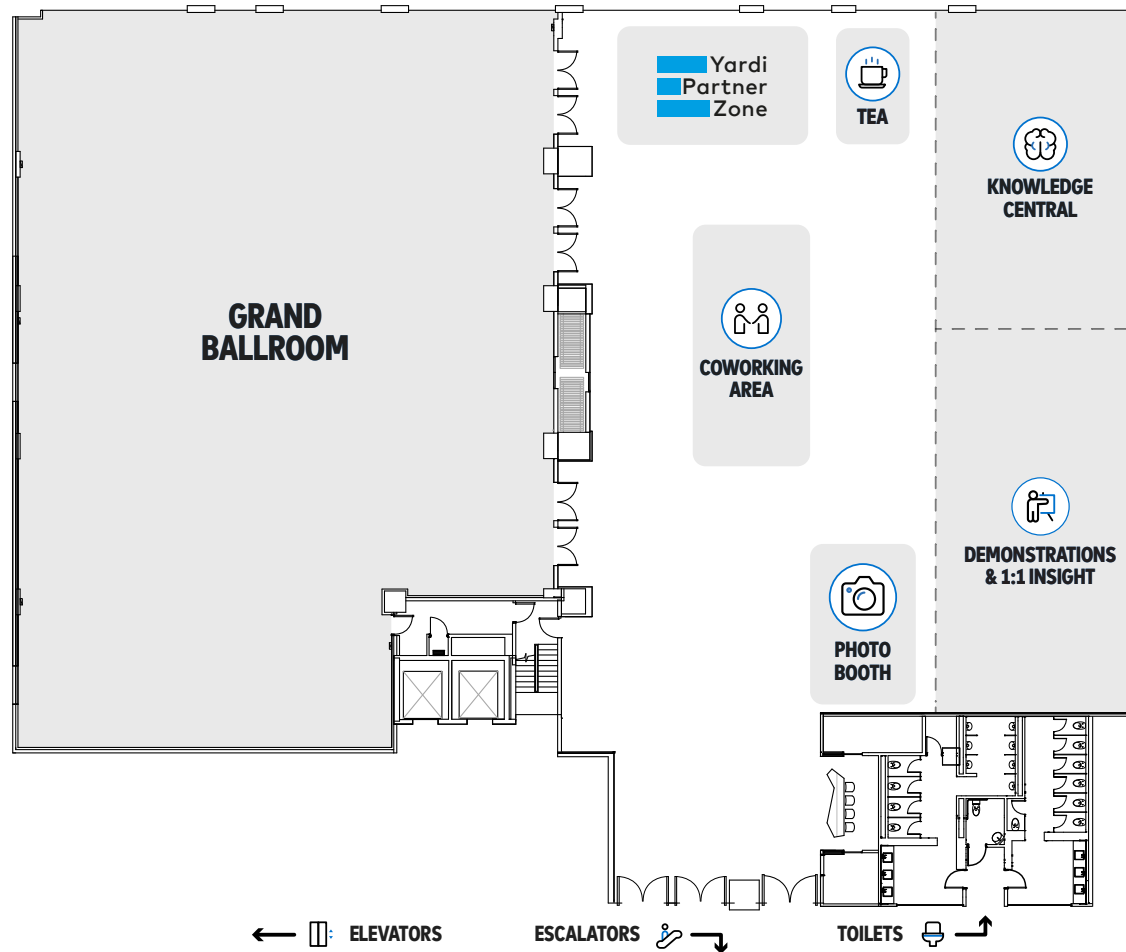 Yardi
Partner
Zone
TEA
KNOWLEDGE
CENTRAL
GRAND
BALLROOM
COWORKING
AREA
DEMONSTRATIONS
& 1:1 INSIGHT
PHOTO
BOOTH
ELEVATORS
ESCALATORS
TOILETS